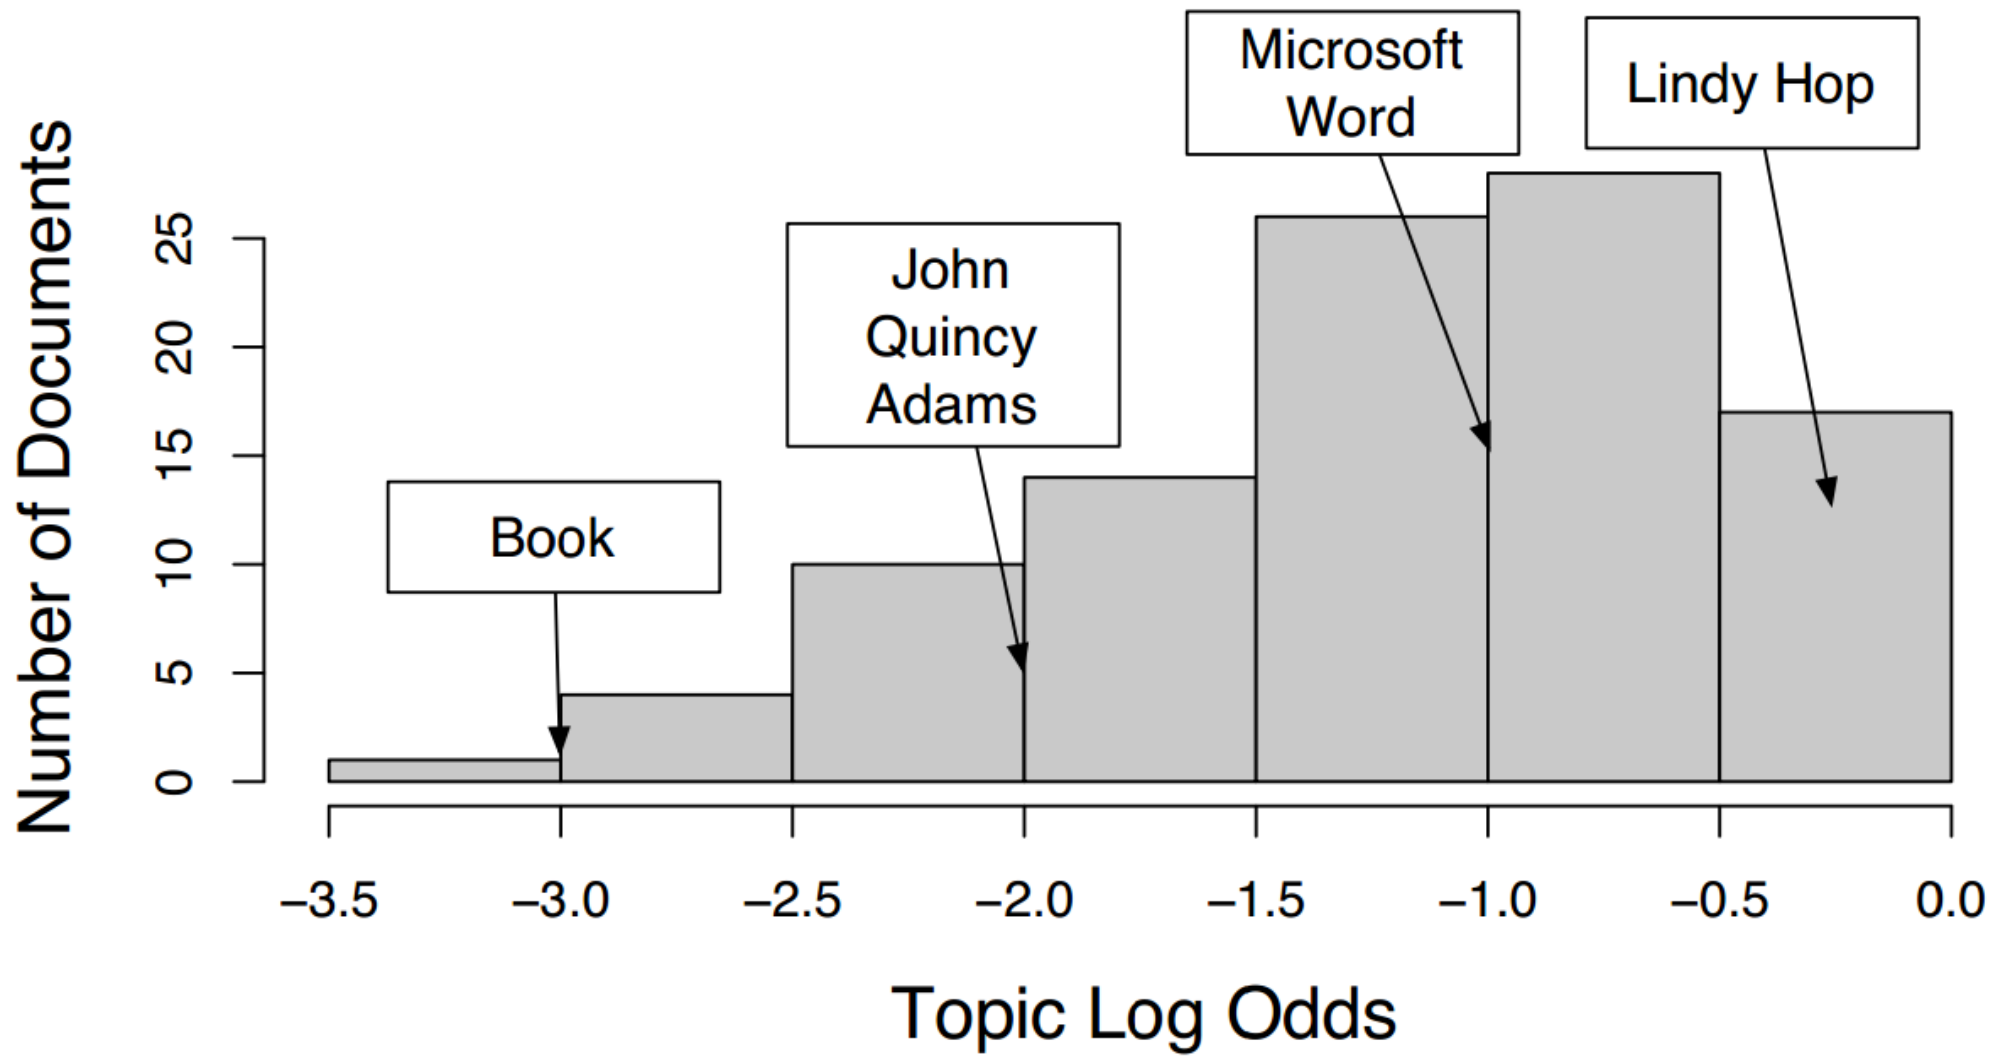 Microsoft
Word
Lindy Hop
John
Quincy
Adams
Book
Number of Documents
25
20
15
10
5
0
−3.5 −3.0 −2.5 −2.0 −1.5 −1.0 −0.5 0.0
Topic Log Odds